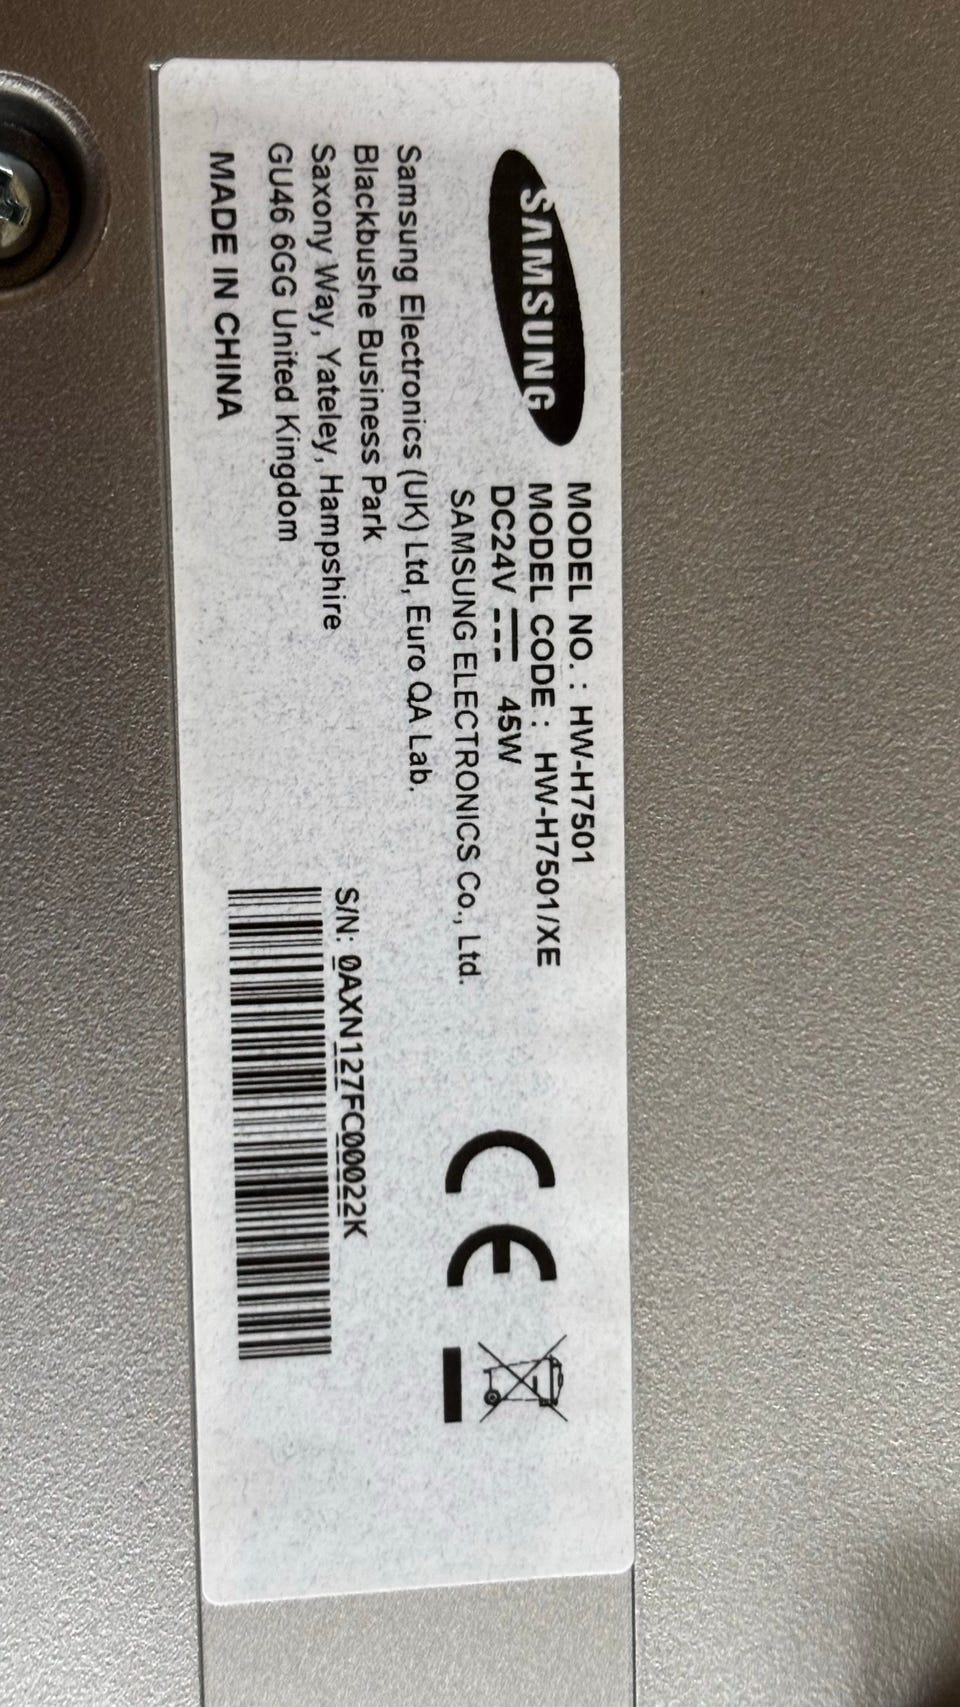 SAMSUNG
MODEL NO. : HW-H7501
MODEL CODE : HW-H7501/XE
DC24V 45W
SAMSUNG ELECTRONICS Co., Ltd.
Samsung Electronics (UK) Ltd, Euro QA Lab.
Blackbushe Business Park
Saxony Way, Yateley, Hampshire
GU46 6GG United Kingdom
MADE IN CHINA
CE
S/N: 0AXN127FC00022K